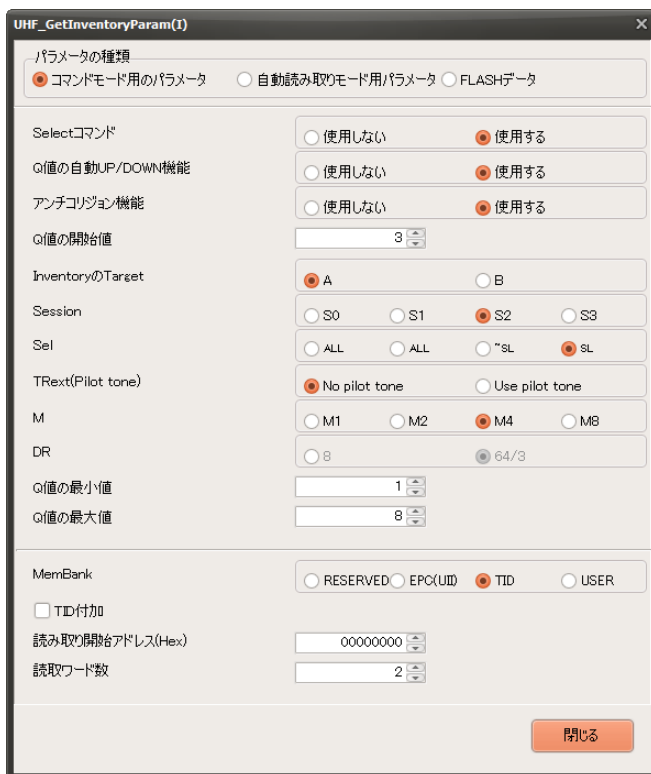 UHF_GetInventoryParam(I)
パラメータの種類
コマンドモード用のパラメータ 自動読み取りモード用パラメータ FLASHデータ
Selectコマンド 使用しない 使用する
Q値の自動UP/DOWN機能 使用しない 使用する
アンチコリジョン機能 使用しない 使用する
Q値の開始値 3
InventoryのTarget A B
Session S0 S1 S2 S3
Sel ALL ALL ~SL SL
TRext(Pilot tone) No pilot tone Use pilot tone
M M1 M2 M4 M8
DR 8 64/3
Q値の最小値 1
Q値の最大値 8
MemBank RESERVED EPC(UII) TID USER
TID付加
読み取り開始アドレス(Hex) 00000000
読取ワード数 2
閉じる